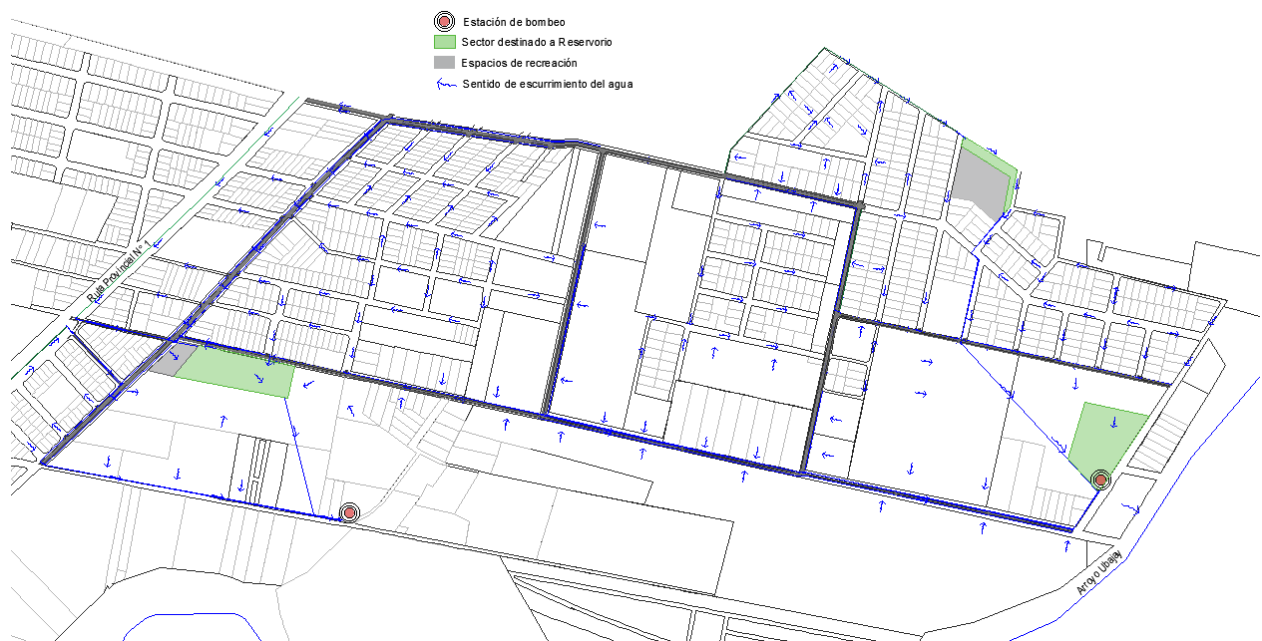 Estación de bombeo
Sector destinado a Reservorio
Espacios de recreación
Sentido de escurrimiento del agua
Ruta Provincial N° 1
Arroyo Ubajay